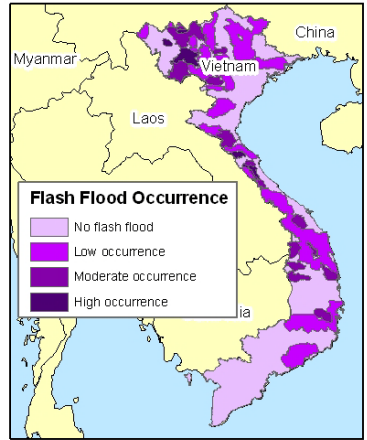 China
Myanmar
Vietnam
Laos
Flash Flood Occurrence
No flash flood
Low occurrence
Moderate occurrence
High occurrence